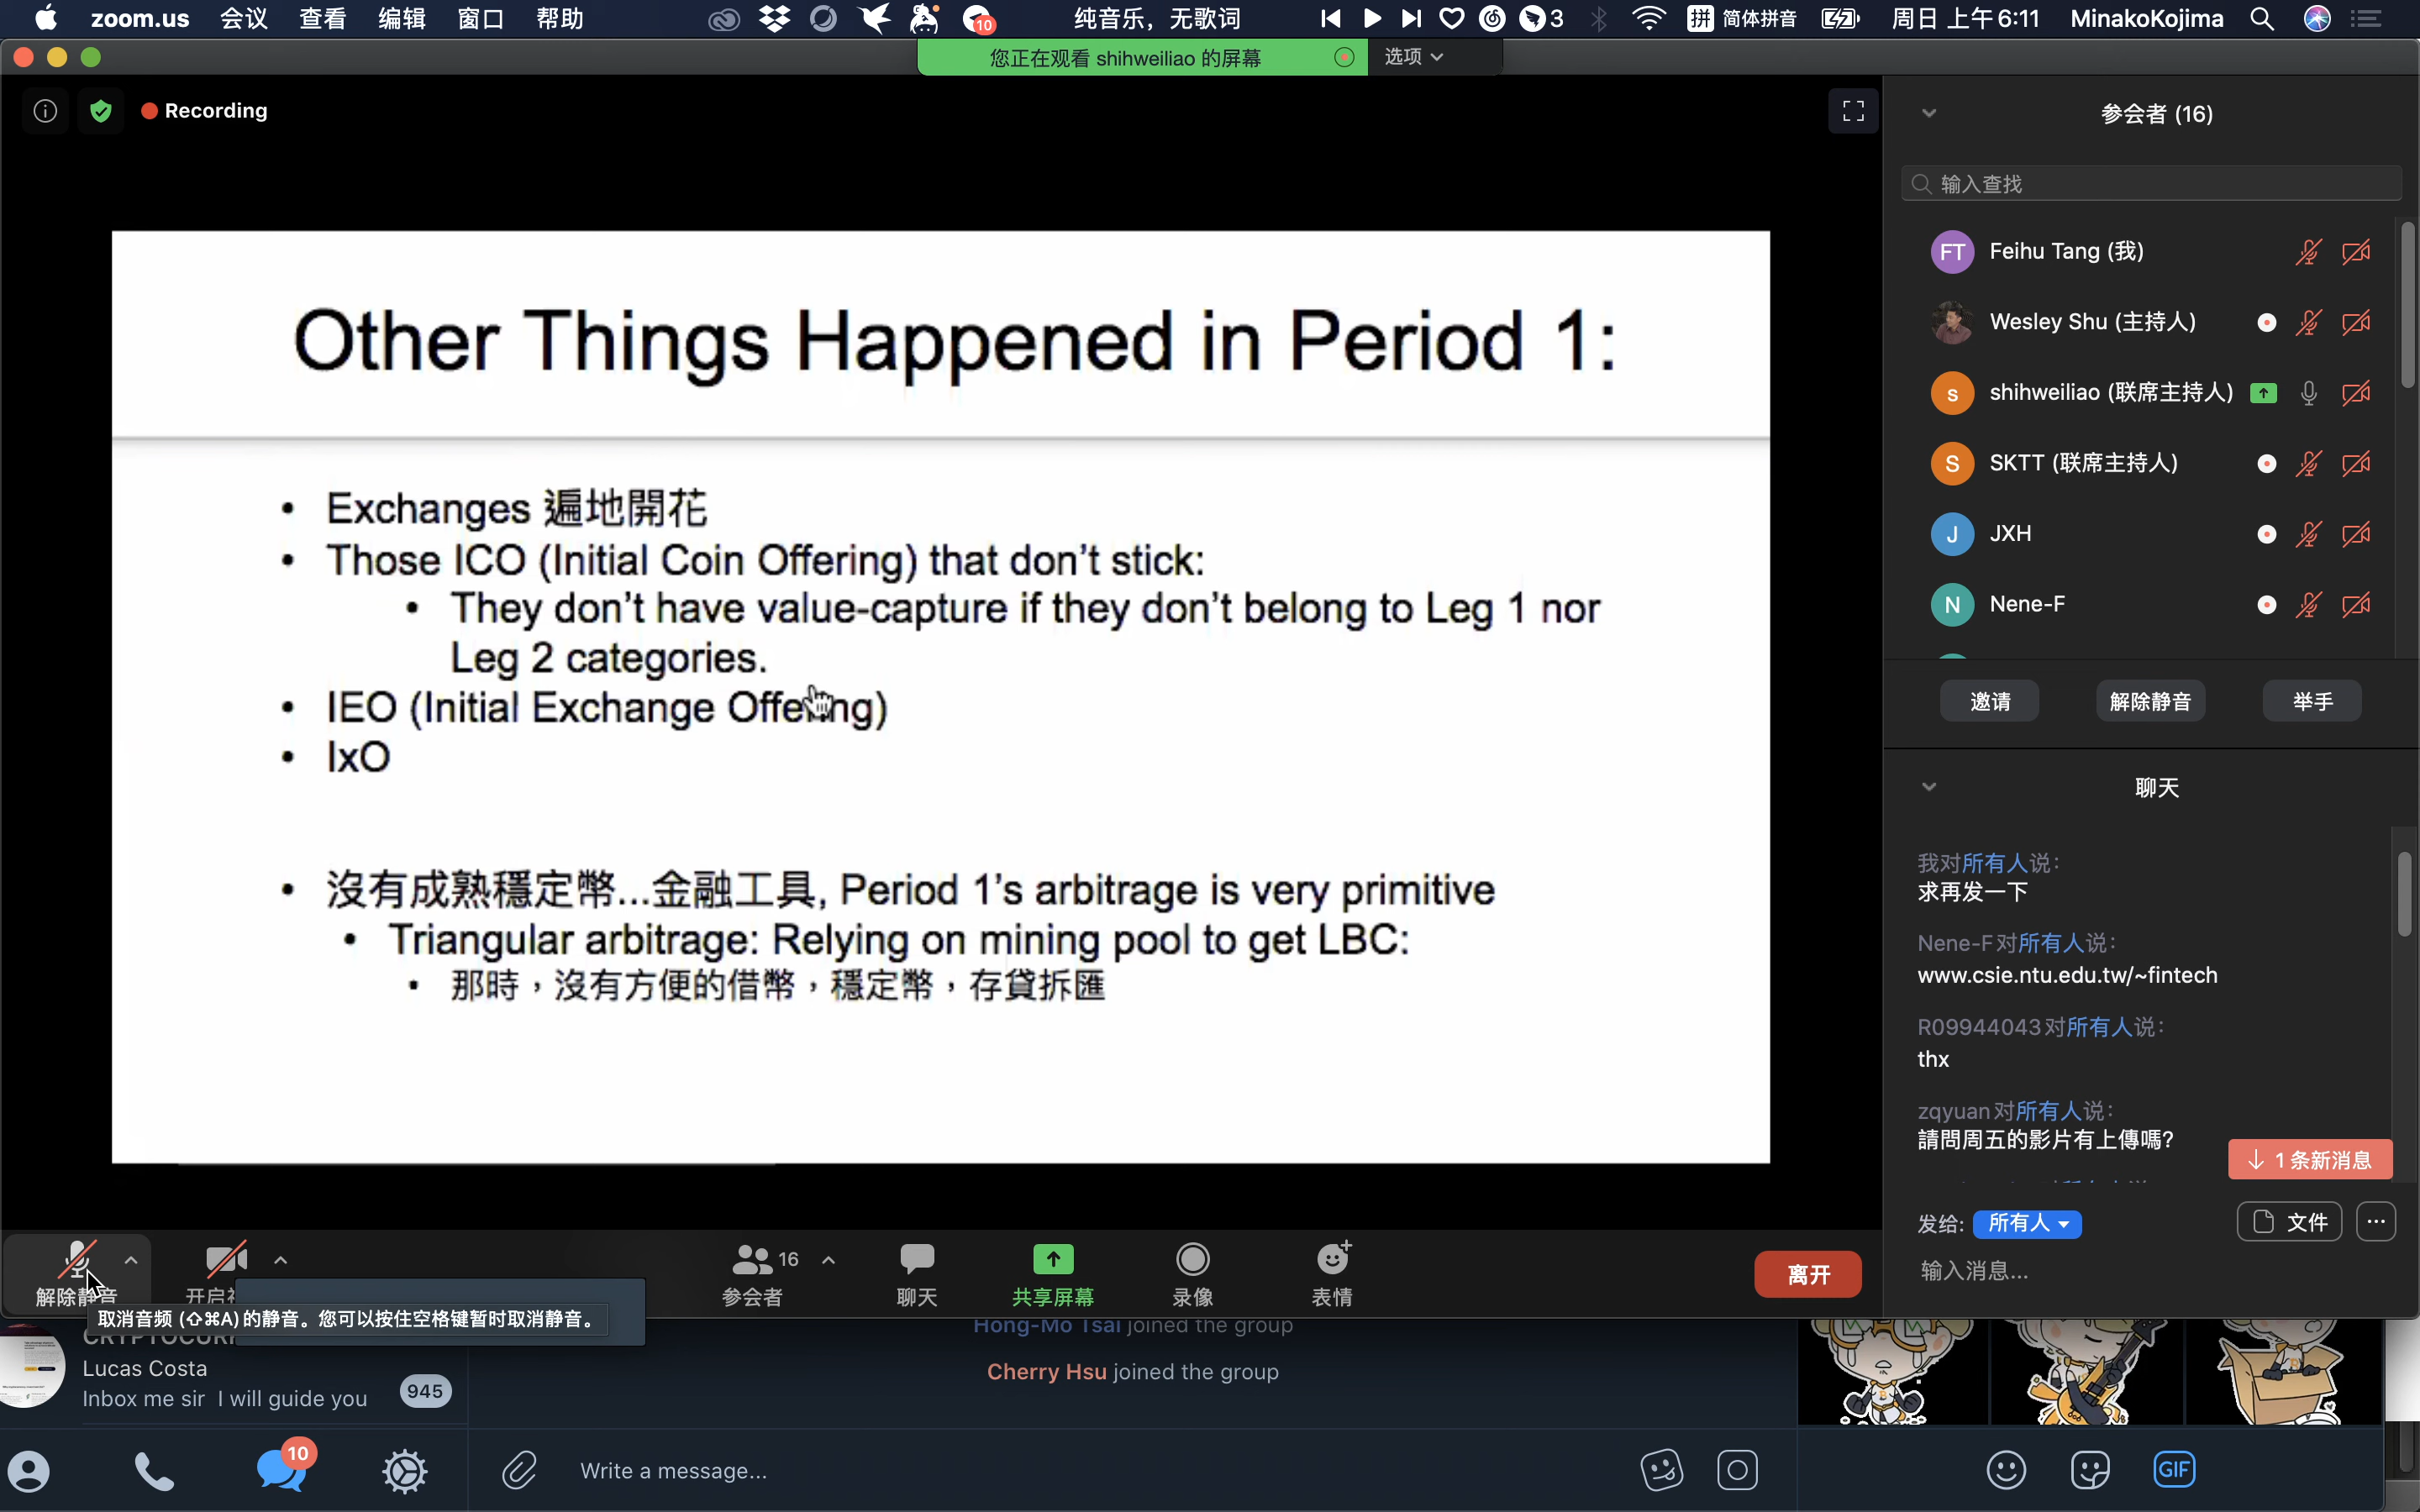 zoom.us 会议 查看 编辑 窗口 帮助 10 纯音乐，无歌词 3 拼 简体拼音 周日 上午6:11 MinakoKojima
您正在观看 shihweiliao 的屏幕 选项
Recording
Other Things Happened in Period 1:
• Exchanges 遍地開花
• Those ICO (Initial Coin Offering) that don't stick:
• They don't have value-capture if they don't belong to Leg 1 nor
Leg 2 categories.
• IEO (Initial Exchange Offering)
• IxO
• 沒有成熟穩定幣...金融工具, Period 1's arbitrage is very primitive
• Triangular arbitrage: Relying on mining pool to get LBC:
• 那時，沒有方便的借幣，穩定幣，存貸拆匯
参会者 (16)
输入查找
FT Feihu Tang (我)
Wesley Shu (主持人)
s shihweiliao (联席主持人)
S SKTT (联席主持人)
J JXH
N Nene-F
邀请 解除静音 举手
聊天
我对所有人说：
求再发一下
Nene-F对所有人说：
www.csie.ntu.edu.tw/~fintech
R09944043对所有人说：
thx
zqyuan对所有人说：
請問周五的影片有上傳嗎?
1 条新消息
发给: 所有人 文件
输入消息...
解除静音 16 参会者 聊天 共享屏幕 录像 表情 离开
取消音频 (⇧⌘A) 的静音。您可以按住空格键暂时取消静音。
Lucas Costa
Inbox me sir I will guide you 945
Hong-Mo Tsai joined the group
Cherry Hsu joined the group
10 Write a message... GIF